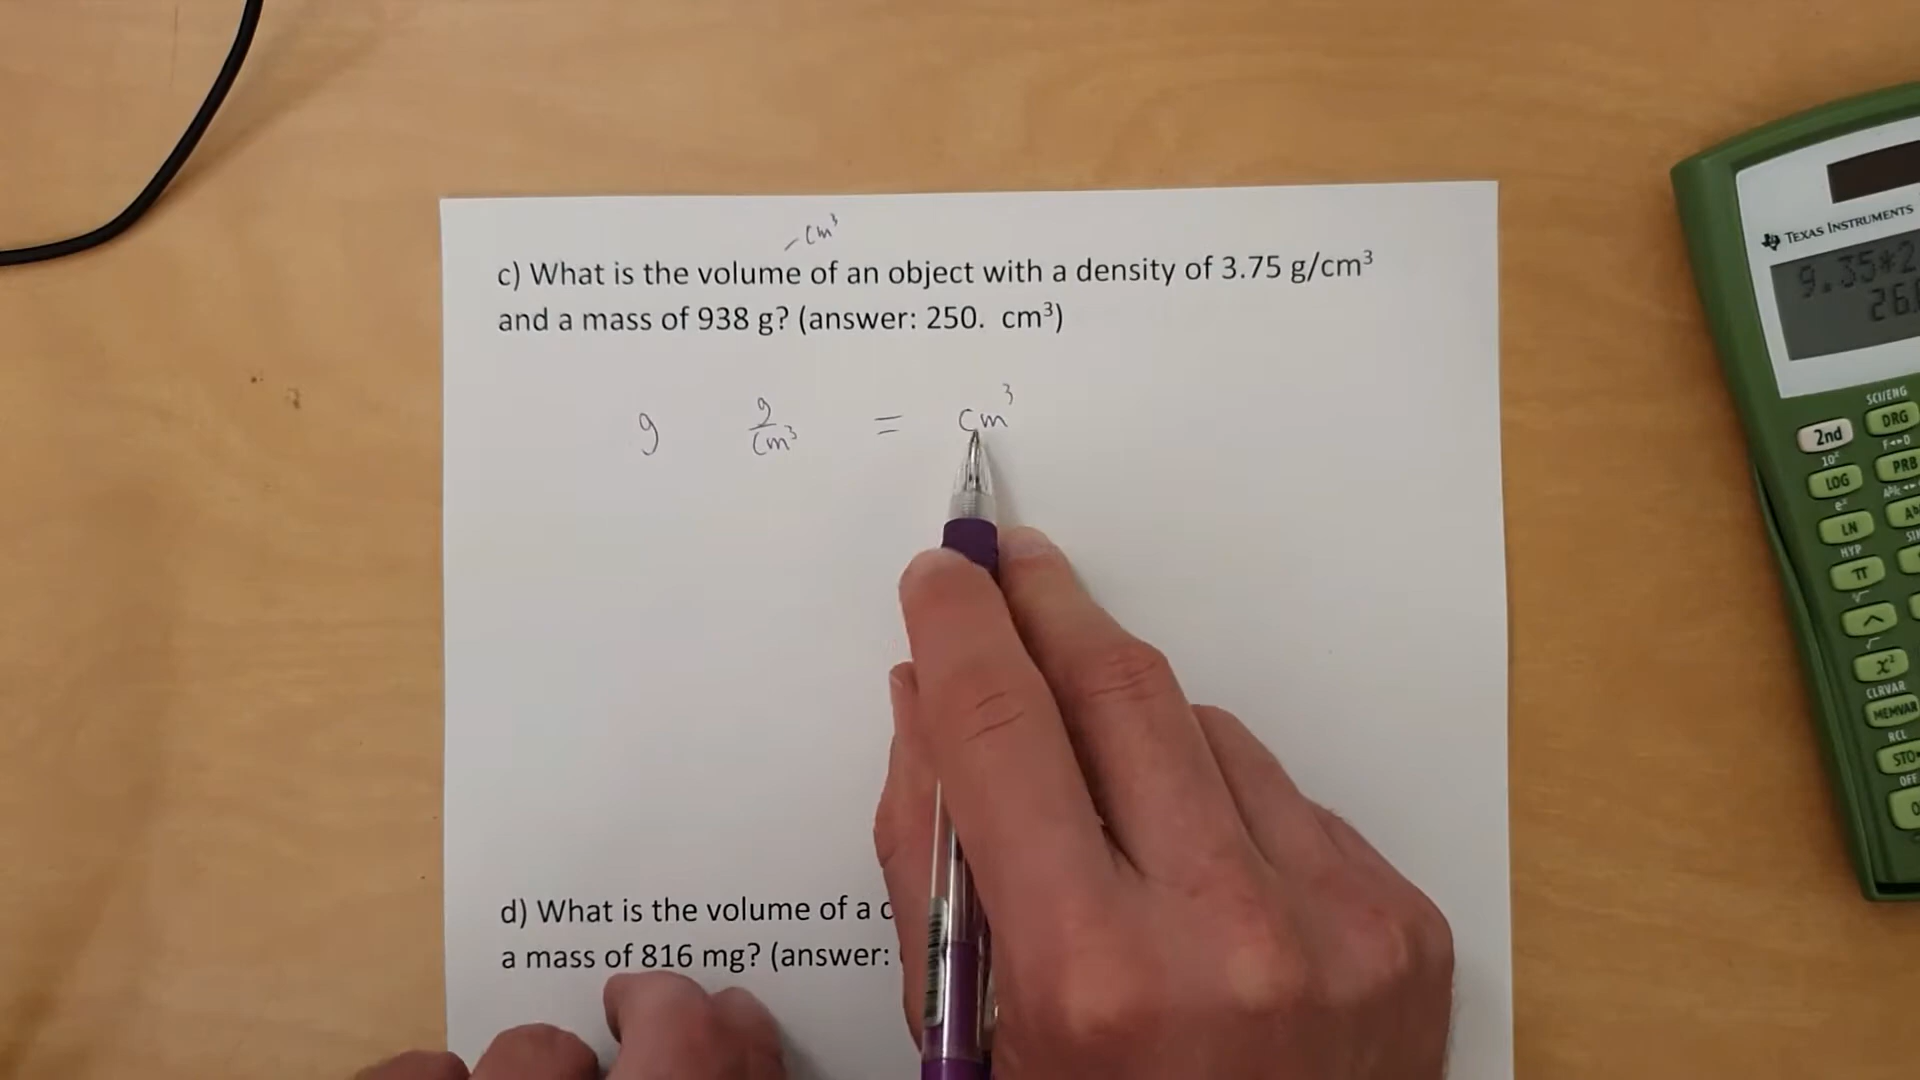 cm³
c) What is the volume of an object with a density of 3.75 g/cm³
and a mass of 938 g? (answer: 250. cm³)
g g/cm³ = cm³
d) What is the volume of a
a mass of 816 mg? (answer:
TEXAS INSTRUMENTS
9.35*2
26
SCI/ENG
2nd DRG
10ˣ F◄►D
LOG PRB
eˣ
LN
HYP
π
^
√
x²
CLRVAR
MEMVAR
RCL
STO►
OFF